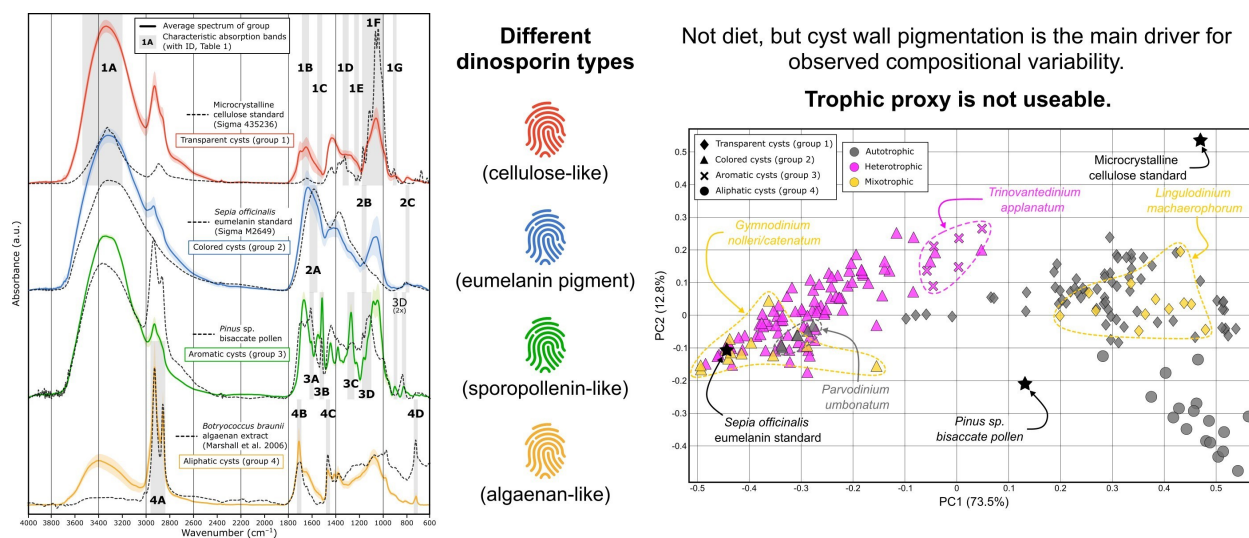 Average spectrum of group
1A
Characteristic absorption bands
(with ID, Table 1)
1A
1B
1C
1D
1E
1F
1G
Microcrystalline
cellulose standard
(Sigma 435236)
Transparent cysts (group 1)
Sepia officinalis
eumelanin standard
(Sigma M2649)
Colored cysts (group 2)
2A
2B
2C
Pinus sp.
bisaccate pollen
Aromatic cysts (group 3)
3A
3B
3C
3D
3D
(2x)
Botryococcus braunii
algaenan extract
(Marshall et al. 2006)
Aliphatic cysts (group 4)
4A
4B
4C
4D
Absorbance (a.u.)
4000 3800 3400 3000 2600 2200 1800 1600 1400 1200 1000 800 600
Wavenumber (cm⁻¹)
Different
dinosporin types
(cellulose-like)
(eumelanin pigment)
(sporopollenin-like)
(algaenan-like)
Not diet, but cyst wall pigmentation is the main driver for
observed compositional variability.
Trophic proxy is not useable.
Transparent cysts (group 1)
Colored cysts (group 2)
Aromatic cysts (group 3)
Aliphatic cysts (group 4)
Autotrophic
Heterotrophic
Mixotrophic
Microcrystalline
cellulose standard
Trinovantedinium
applanatum
Lingulodinium
machaerophorum
Gymnodinium
nolleri/catenatum
Parvodinium
umbonatum
Sepia officinalis
eumelanin standard
Pinus sp.
bisaccate pollen
PC2 (12.8%)
0.5
0.4
0.3
0.2
0.1
0
-0.1
-0.2
-0.3
-0.4
-0.5 -0.4 -0.3 -0.2 -0.1 0 0.1 0.2 0.3 0.4 0.5
PC1 (73.5%)